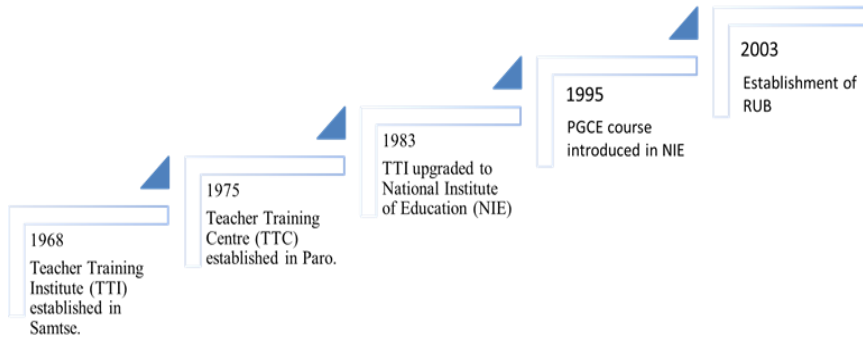 1968
Teacher Training
Institute (TTI)
established in
Samtse.
1975
Teacher Training
Centre (TTC)
established in Paro.
1983
TTI upgraded to
National Institute
of Education (NIE)
1995
PGCE course
introduced in NIE
2003
Establishment of
RUB